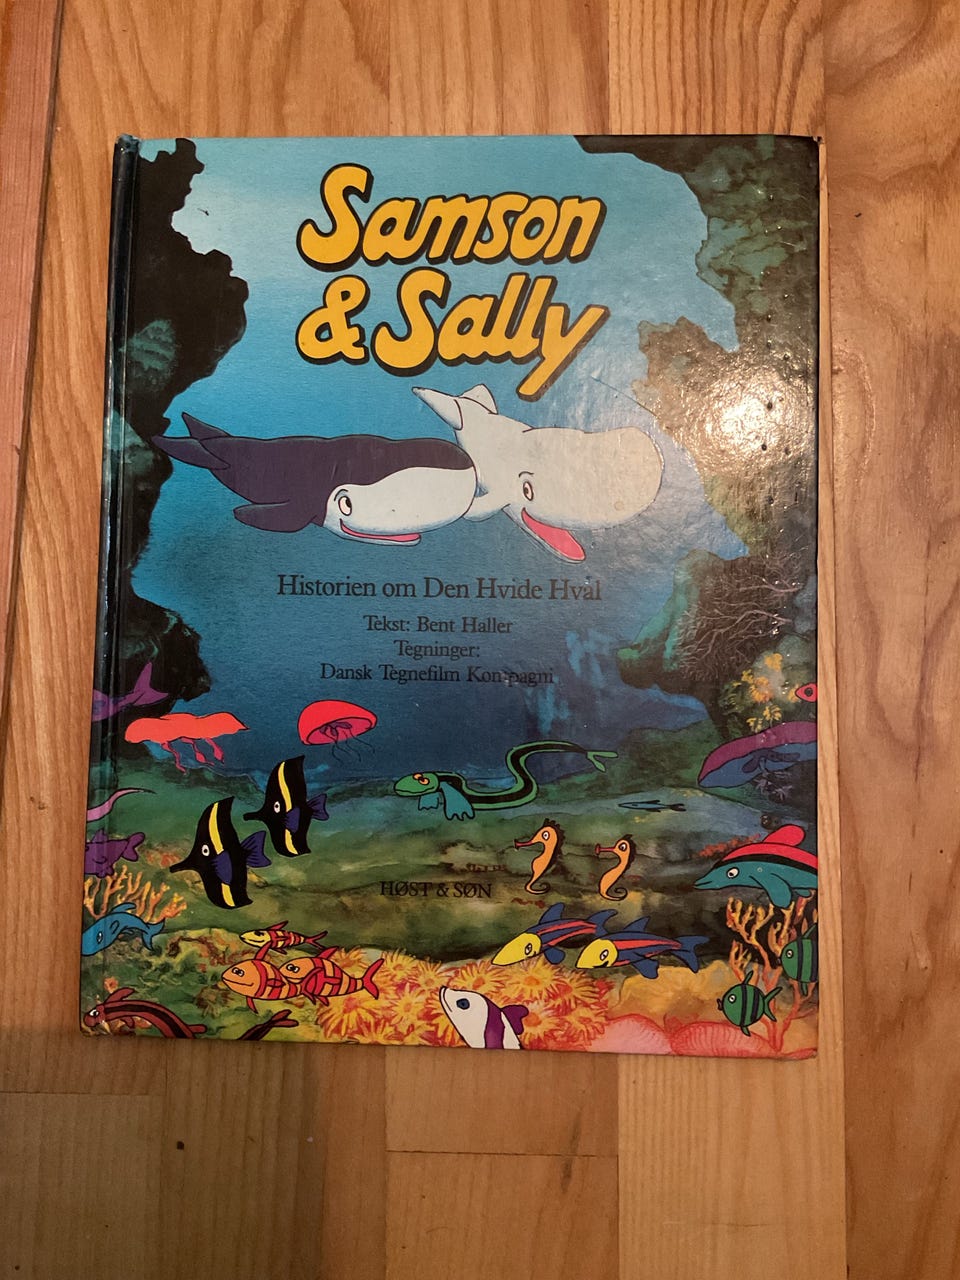 Samson
& Sally
Historien om Den Hvide Hval
Tekst: Bent Haller
Tegninger:
Dansk Tegnefilm Kompagni
HØST & SØN